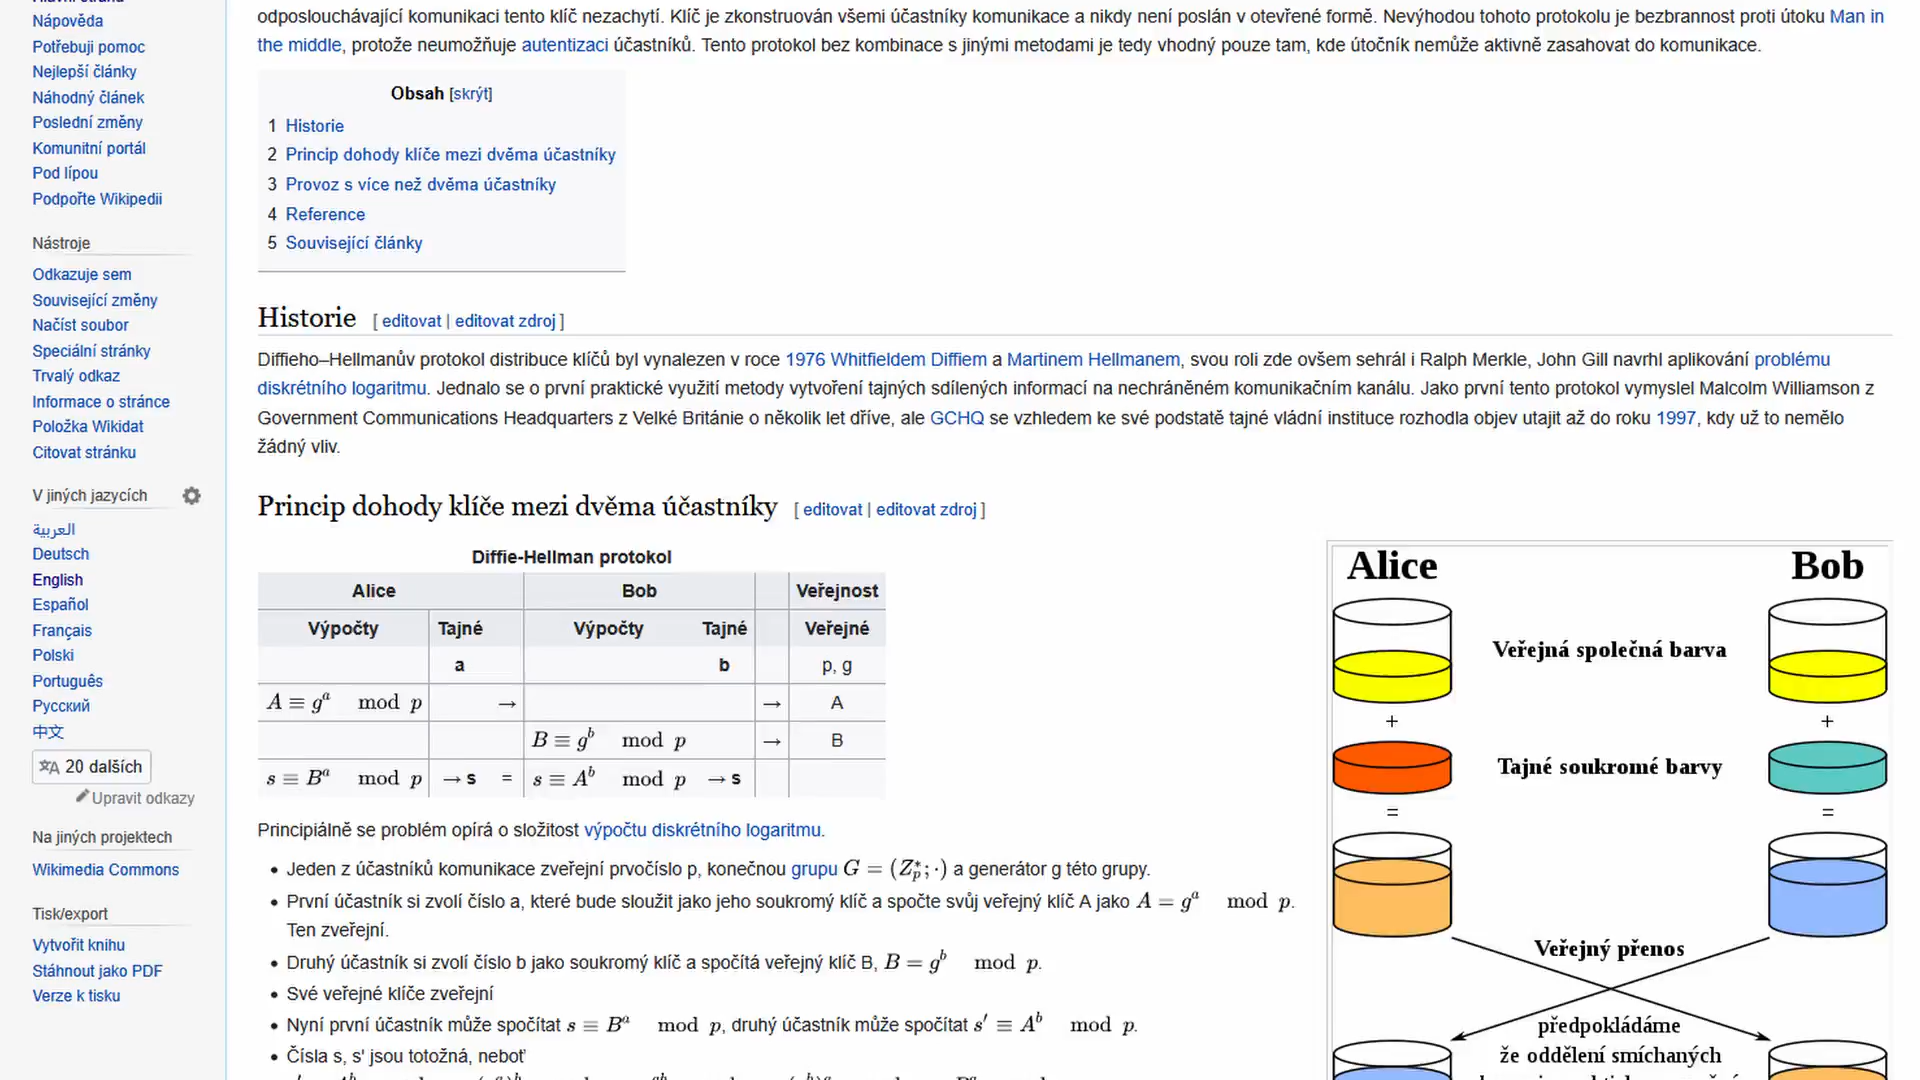 Hlavní strana
Nápověda
Potřebuji pomoc
Nejlepší články
Náhodný článek
Poslední změny
Komunitní portál
Pod lípou
Podpořte Wikipedii
Nástroje
Odkazuje sem
Související změny
Načíst soubor
Speciální stránky
Trvalý odkaz
Informace o stránce
Položka Wikidat
Citovat stránku
V jiných jazycích
العربية
Deutsch
English
Español
Français
Polski
Português
Русский
中文
20 dalších
Upravit odkazy
Na jiných projektech
Wikimedia Commons
Tisk/export
Vytvořit knihu
Stáhnout jako PDF
Verze k tisku
odposlouchávající komunikaci tento klíč nezachytí. Klíč je zkonstruován všemi účastníky komunikace a nikdy není poslán v otevřené formě. Nevýhodou tohoto protokolu je bezbrannost proti útoku Man in
the middle, protože neumožňuje autentizaci účastníků. Tento protokol bez kombinace s jinými metodami je tedy vhodný pouze tam, kde útočník nemůže aktivně zasahovat do komunikace.
Obsah [skrýt]
1 Historie
2 Princip dohody klíče mezi dvěma účastníky
3 Provoz s více než dvěma účastníky
4 Reference
5 Související články
Historie [ editovat | editovat zdroj ]
Diffieho–Hellmanův protokol distribuce klíčů byl vynalezen v roce 1976 Whitfieldem Diffiem a Martinem Hellmanem, svou roli zde ovšem sehrál i Ralph Merkle, John Gill navrhl aplikování problému
diskrétního logaritmu. Jednalo se o první praktické využití metody vytvoření tajných sdílených informací na nechráněném komunikačním kanálu. Jako první tento protokol vymyslel Malcolm Williamson z
Government Communications Headquarters z Velké Británie o několik let dříve, ale GCHQ se vzhledem ke své podstatě tajné vládní instituce rozhodla objev utajit až do roku 1997, kdy už to nemělo
žádný vliv.
Princip dohody klíče mezi dvěma účastníky [ editovat | editovat zdroj ]
Diffie-Hellman protokol
Alice Bob Veřejnost
Výpočty Tajné Výpočty Tajné Veřejné
a b p, g
A ≡ g^a mod p → → A
B ≡ g^b mod p → B
s ≡ B^a mod p → s = s ≡ A^b mod p → s
Principiálně se problém opírá o složitost výpočtu diskrétního logaritmu.
• Jeden z účastníků komunikace zveřejní prvočíslo p, konečnou grupu G = (Z_p^*; ·) a generátor g této grupy.
• První účastník si zvolí číslo a, které bude sloužit jako jeho soukromý klíč a spočte svůj veřejný klíč A jako A = g^a mod p.
Ten zveřejní.
• Druhý účastník si zvolí číslo b jako soukromý klíč a spočítá veřejný klíč B, B = g^b mod p.
• Své veřejné klíče zveřejní
• Nyní první účastník může spočítat s ≡ B^a mod p, druhý účastník může spočítat s′ ≡ A^b mod p.
• Čísla s, s' jsou totožná, neboť
Alice Bob
Veřejná společná barva
+ +
Tajné soukromé barvy
= =
Veřejný přenos
předpokládáme
že oddělení smíchaných